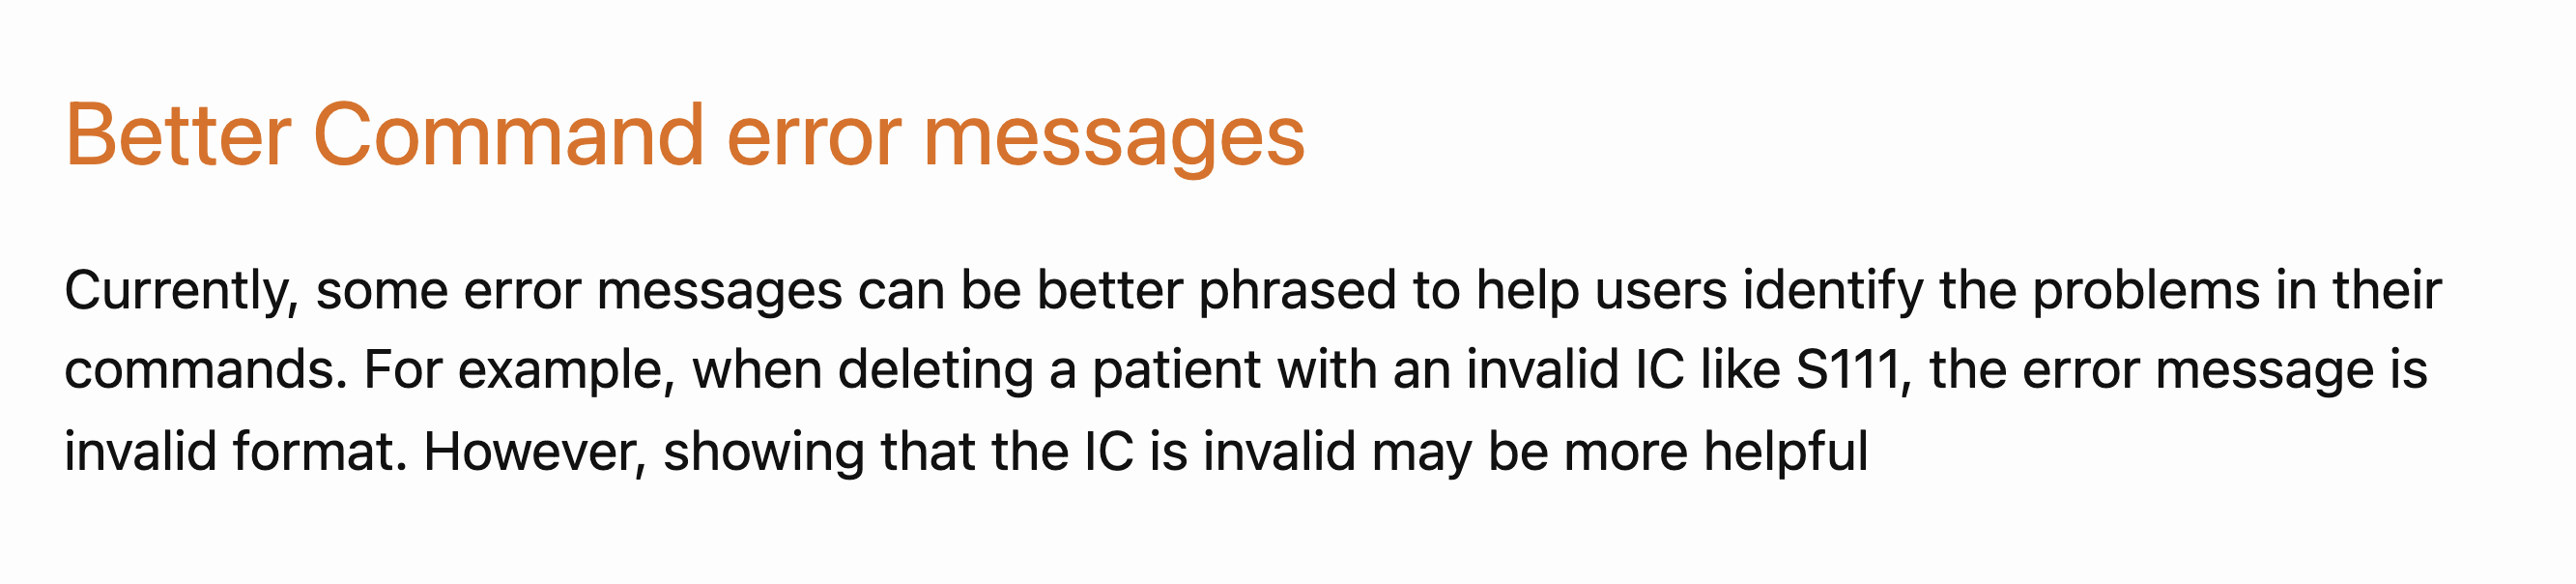 Better Command error messages
Currently, some error messages can be better phrased to help users identify the problems in their
commands. For example, when deleting a patient with an invalid IC like S111, the error message is
invalid format. However, showing that the IC is invalid may be more helpful